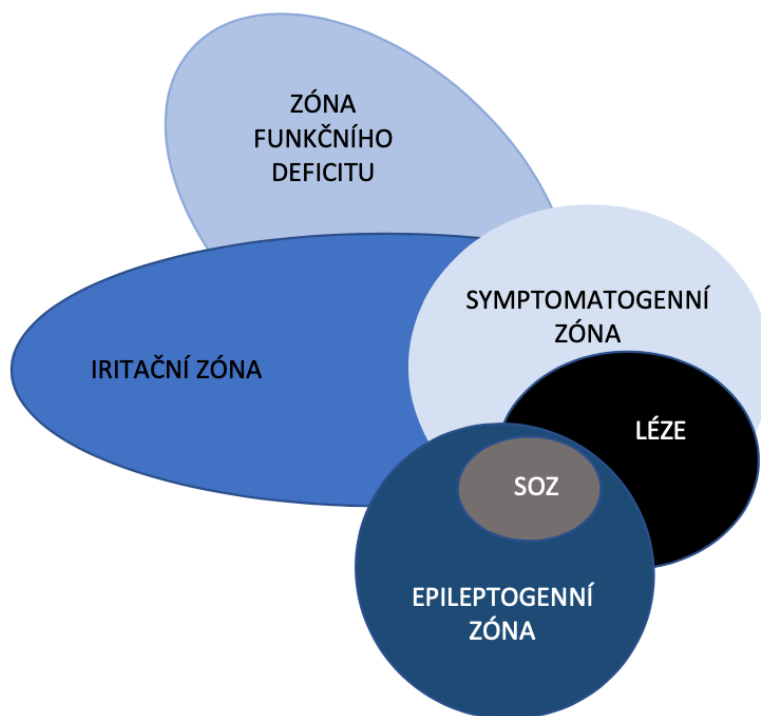 ZÓNA
FUNKČNÍHO
DEFICITU
SYMPTOMATOGENNÍ
ZÓNA
IRITAČNÍ ZÓNA
LÉZE
SOZ
EPILEPTOGENNÍ
ZÓNA